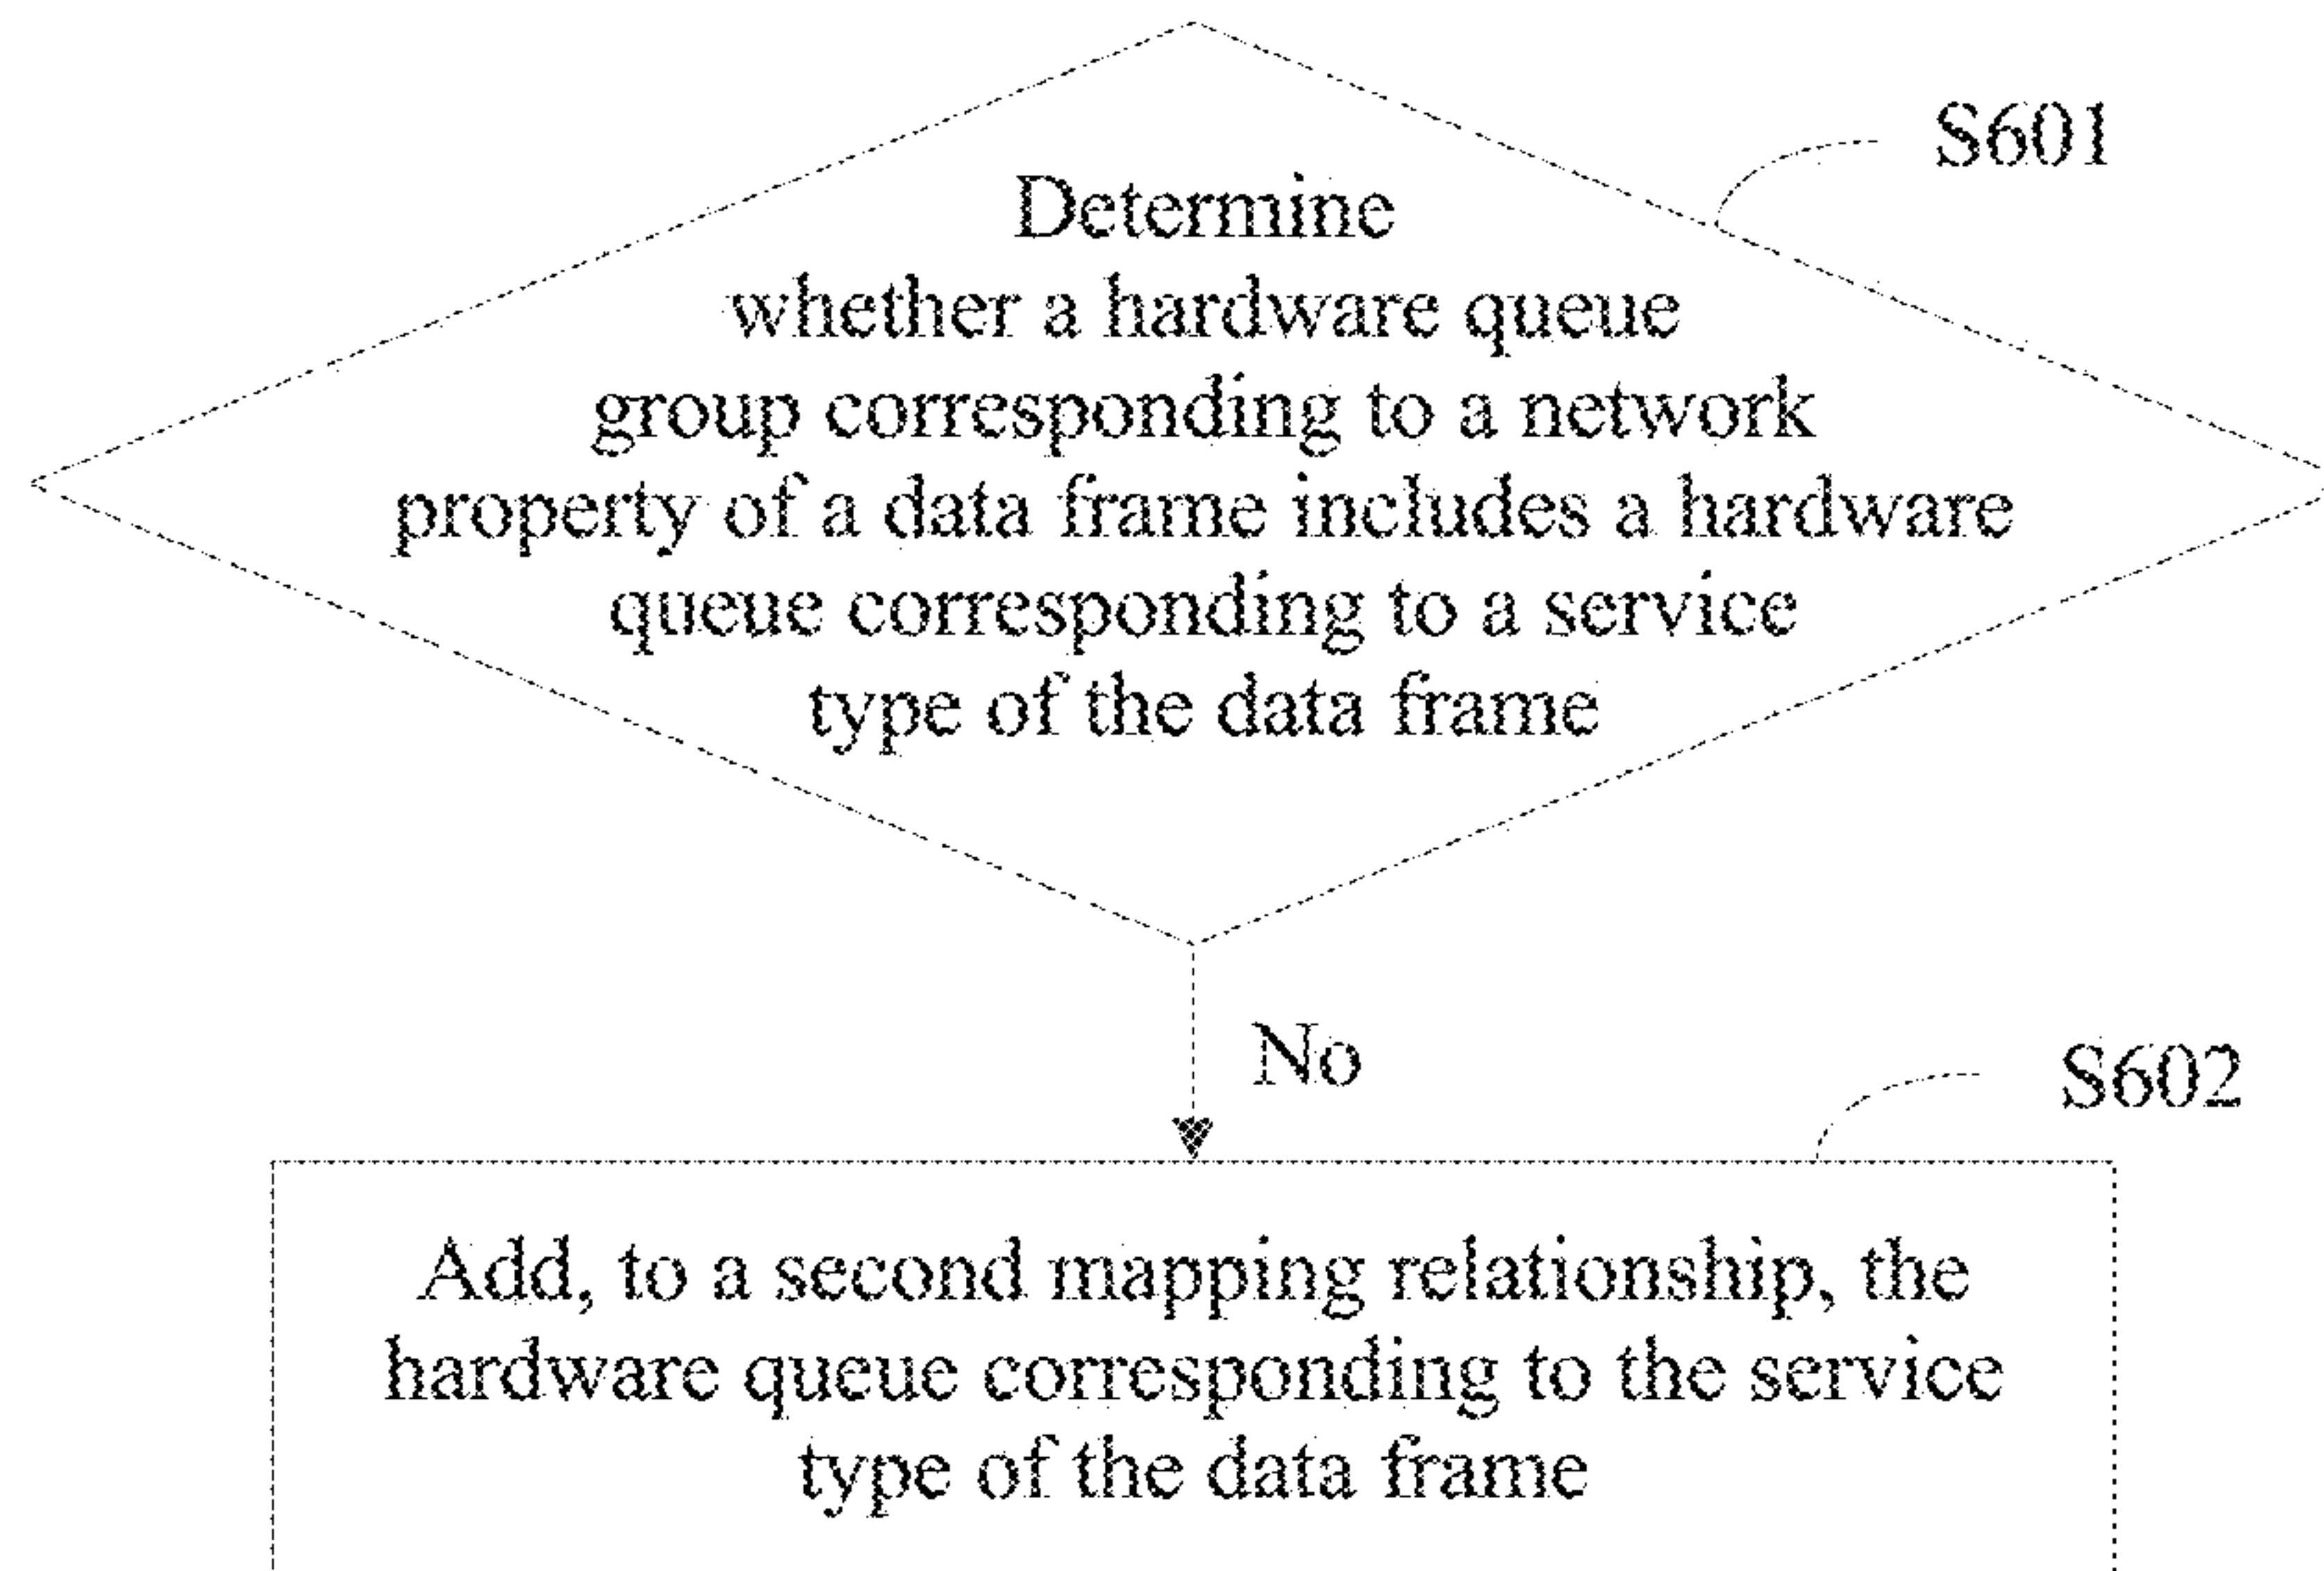 S601
Determine
whether a hardware queue
group corresponding to a network
property of a data frame includes a hardware
queue corresponding to a service
type of the data frame
No
S602
Add, to a second mapping relationship, the
hardware queue corresponding to the service
type of the data frame